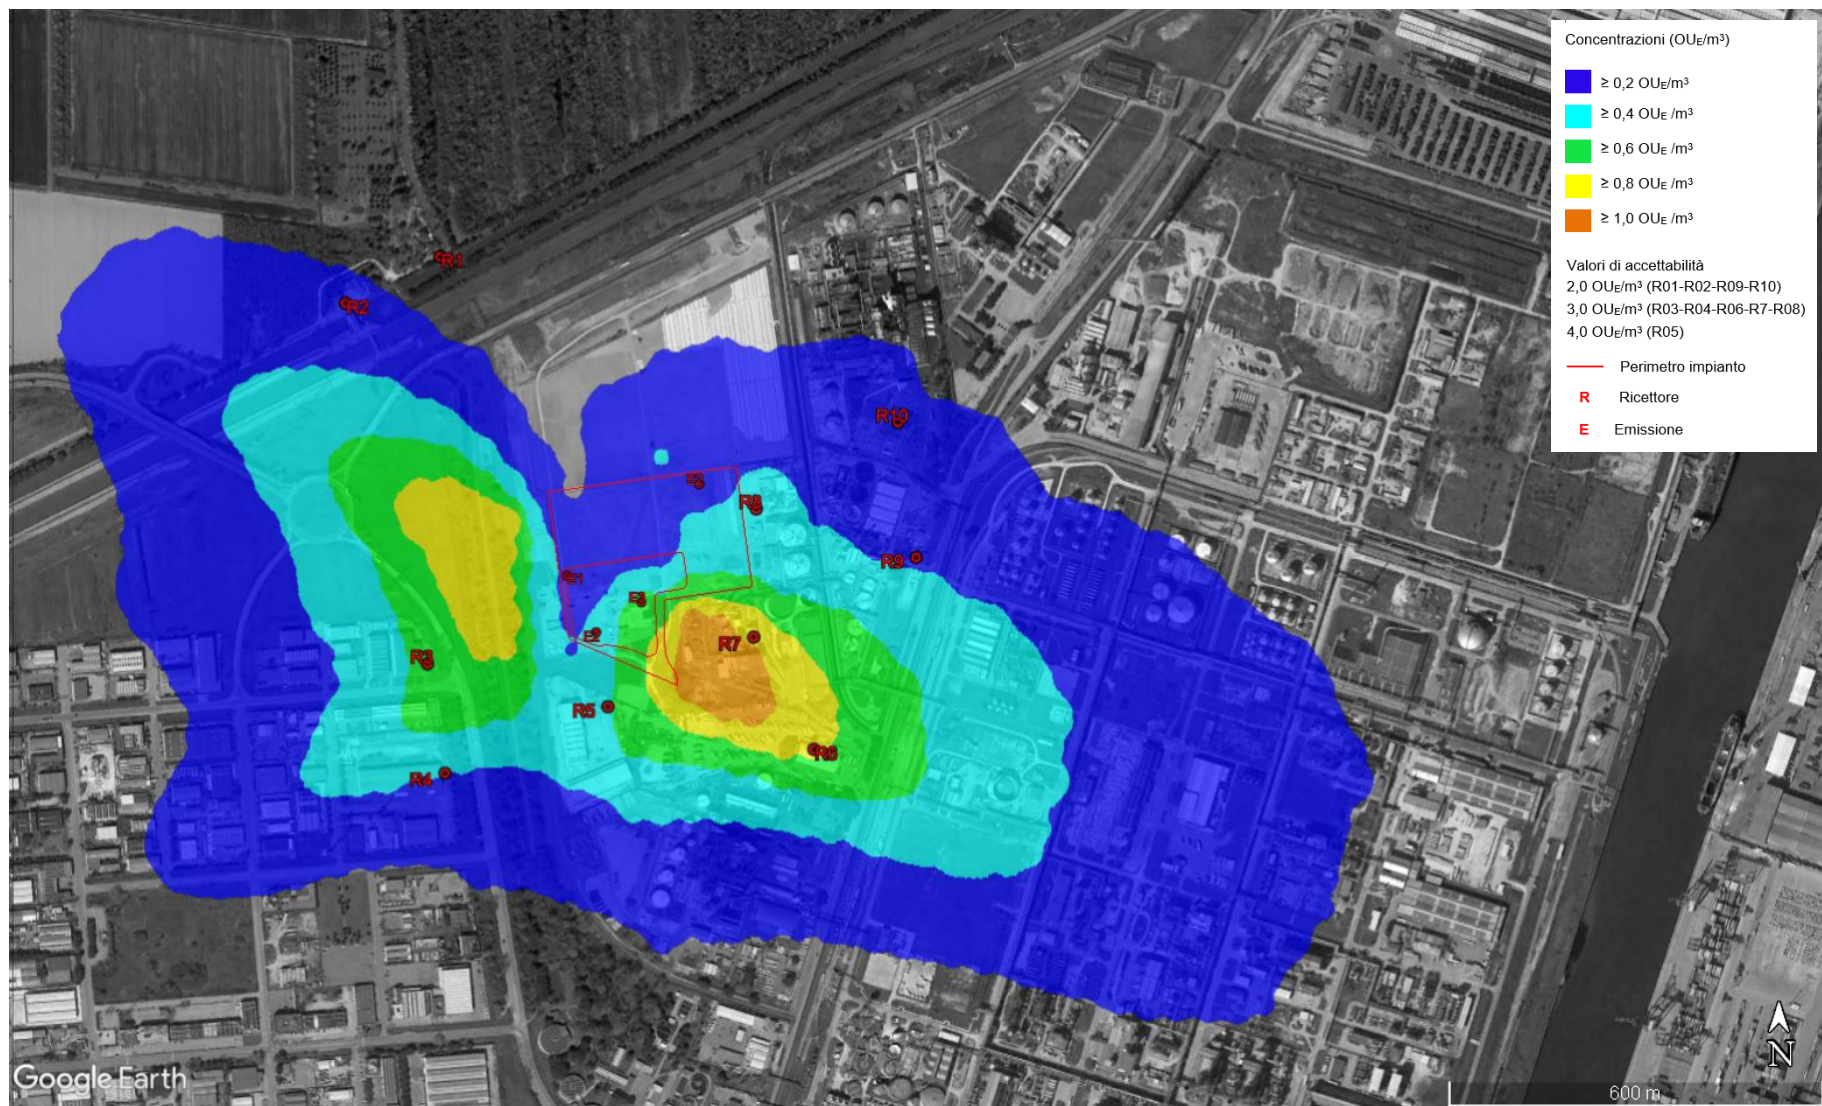 Concentrazioni (OUE/m³)
≥ 0,2 OUE/m³
≥ 0,4 OUE /m³
≥ 0,6 OUE /m³
≥ 0,8 OUE /m³
≥ 1,0 OUE /m³
Valori di accettabilità
2,0 OUE/m³ (R01-R02-R09-R10)
3,0 OUE/m³ (R03-R04-R06-R7-R08)
4,0 OUE/m³ (R05)
Perimetro impianto
R Ricettore
E Emissione
R1
R2
R10
R8
R9
E1
E2
R7
R3
R5
R6
R4
N
Google Earth
600 m